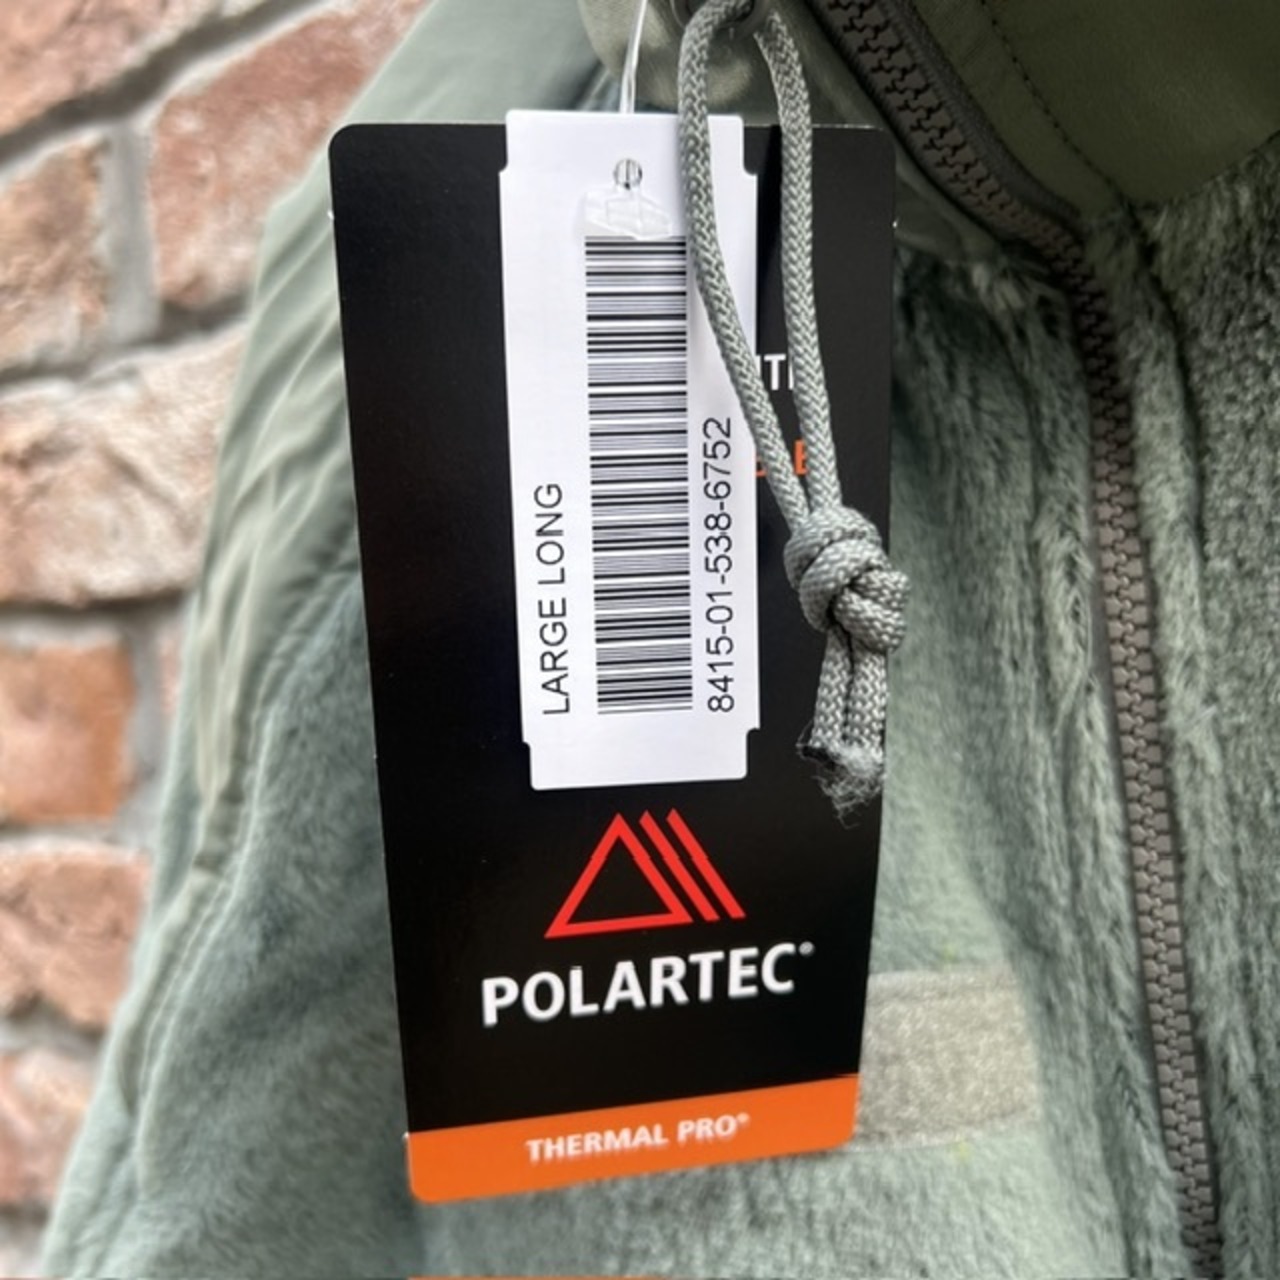 LARGE LONG
8415-01-538-6752
POLARTEC®
THERMAL PRO®